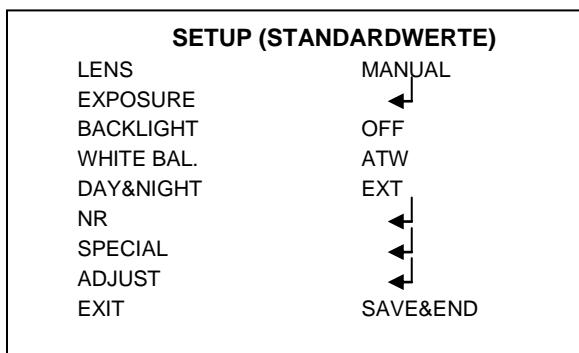 SETUP (STANDARDWERTE)
LENS MANUAL
EXPOSURE
BACKLIGHT OFF
WHITE BAL. ATW
DAY&NIGHT EXT
NR
SPECIAL
ADJUST
EXIT SAVE&END